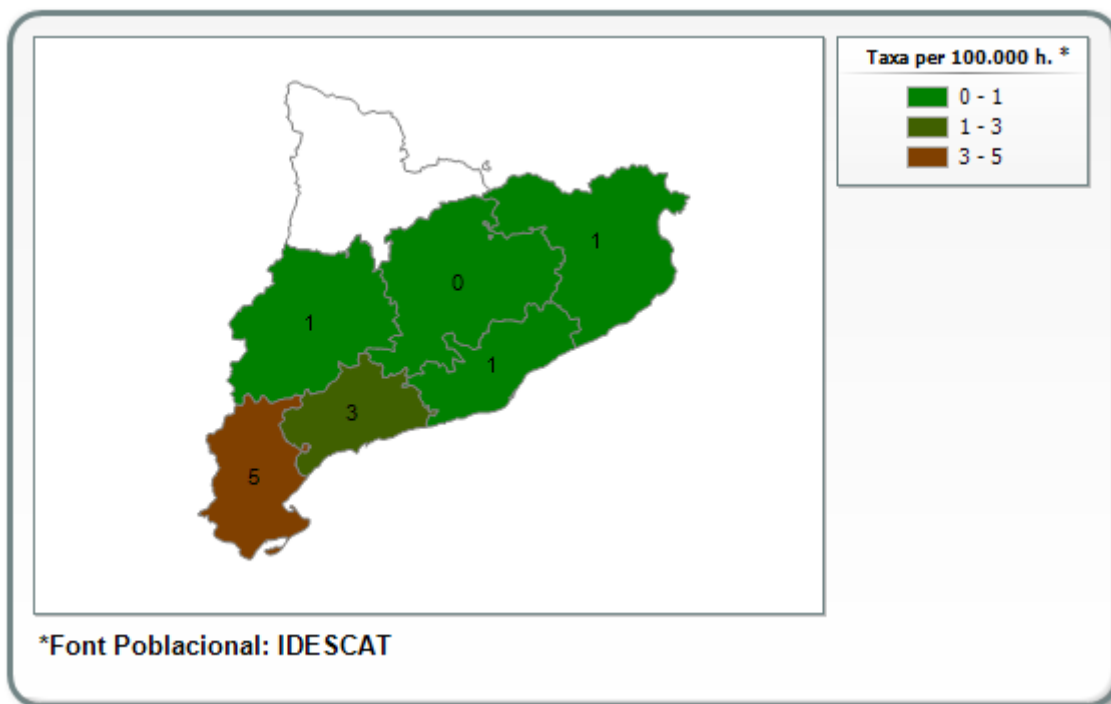 Taxa per 100.000 h. *
0 - 1
1 - 3
3 - 5
1
0
1
1
3
5
*Font Poblacional: IDESCAT